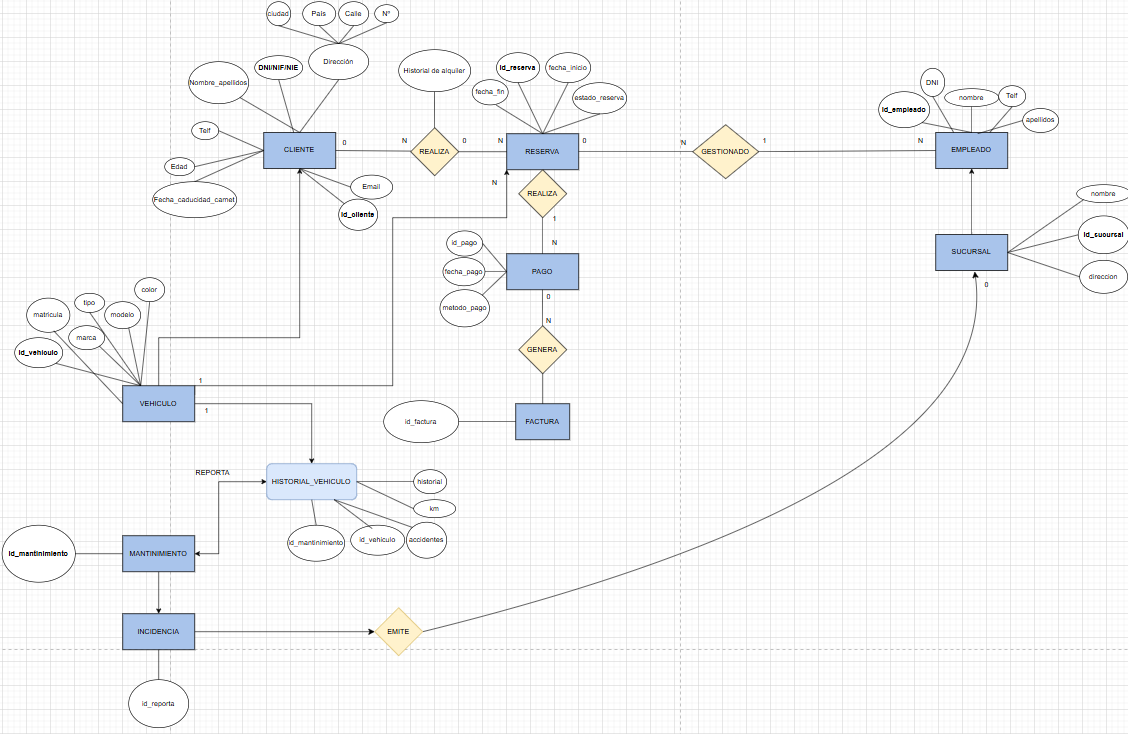 ciudad
País
Calle
Nº
Dirección
DNI/NIF/NIE
Nombre_apellidos
Historial de alquiler
id_reserva
fecha_inicio
fecha_fin
estado_reserva
DNI
nombre
Telf
id_empleado
apellidos
Telf
CLIENTE
0
N
REALIZA
0
N
RESERVA
0
N
GESTIONADO
1
N
EMPLEADO
Edad
Fecha_caducidad_carnet
Email
id_cliente
N
REALIZA
1
nombre
id_sucursal
direccion
SUCURSAL
0
N
id_pago
fecha_pago
metodo_pago
PAGO
0
N
GENERA
color
tipo
matricula
modelo
marca
id_vehiculo
1
VEHICULO
1
id_factura
FACTURA
REPORTA
HISTORIAL_VEHICULO
historial
km
id_mantinimiento
id_vehiculo
accidentes
id_mantinimiento
MANTINIMIENTO
INCIDENCIA
EMITE
id_reporta